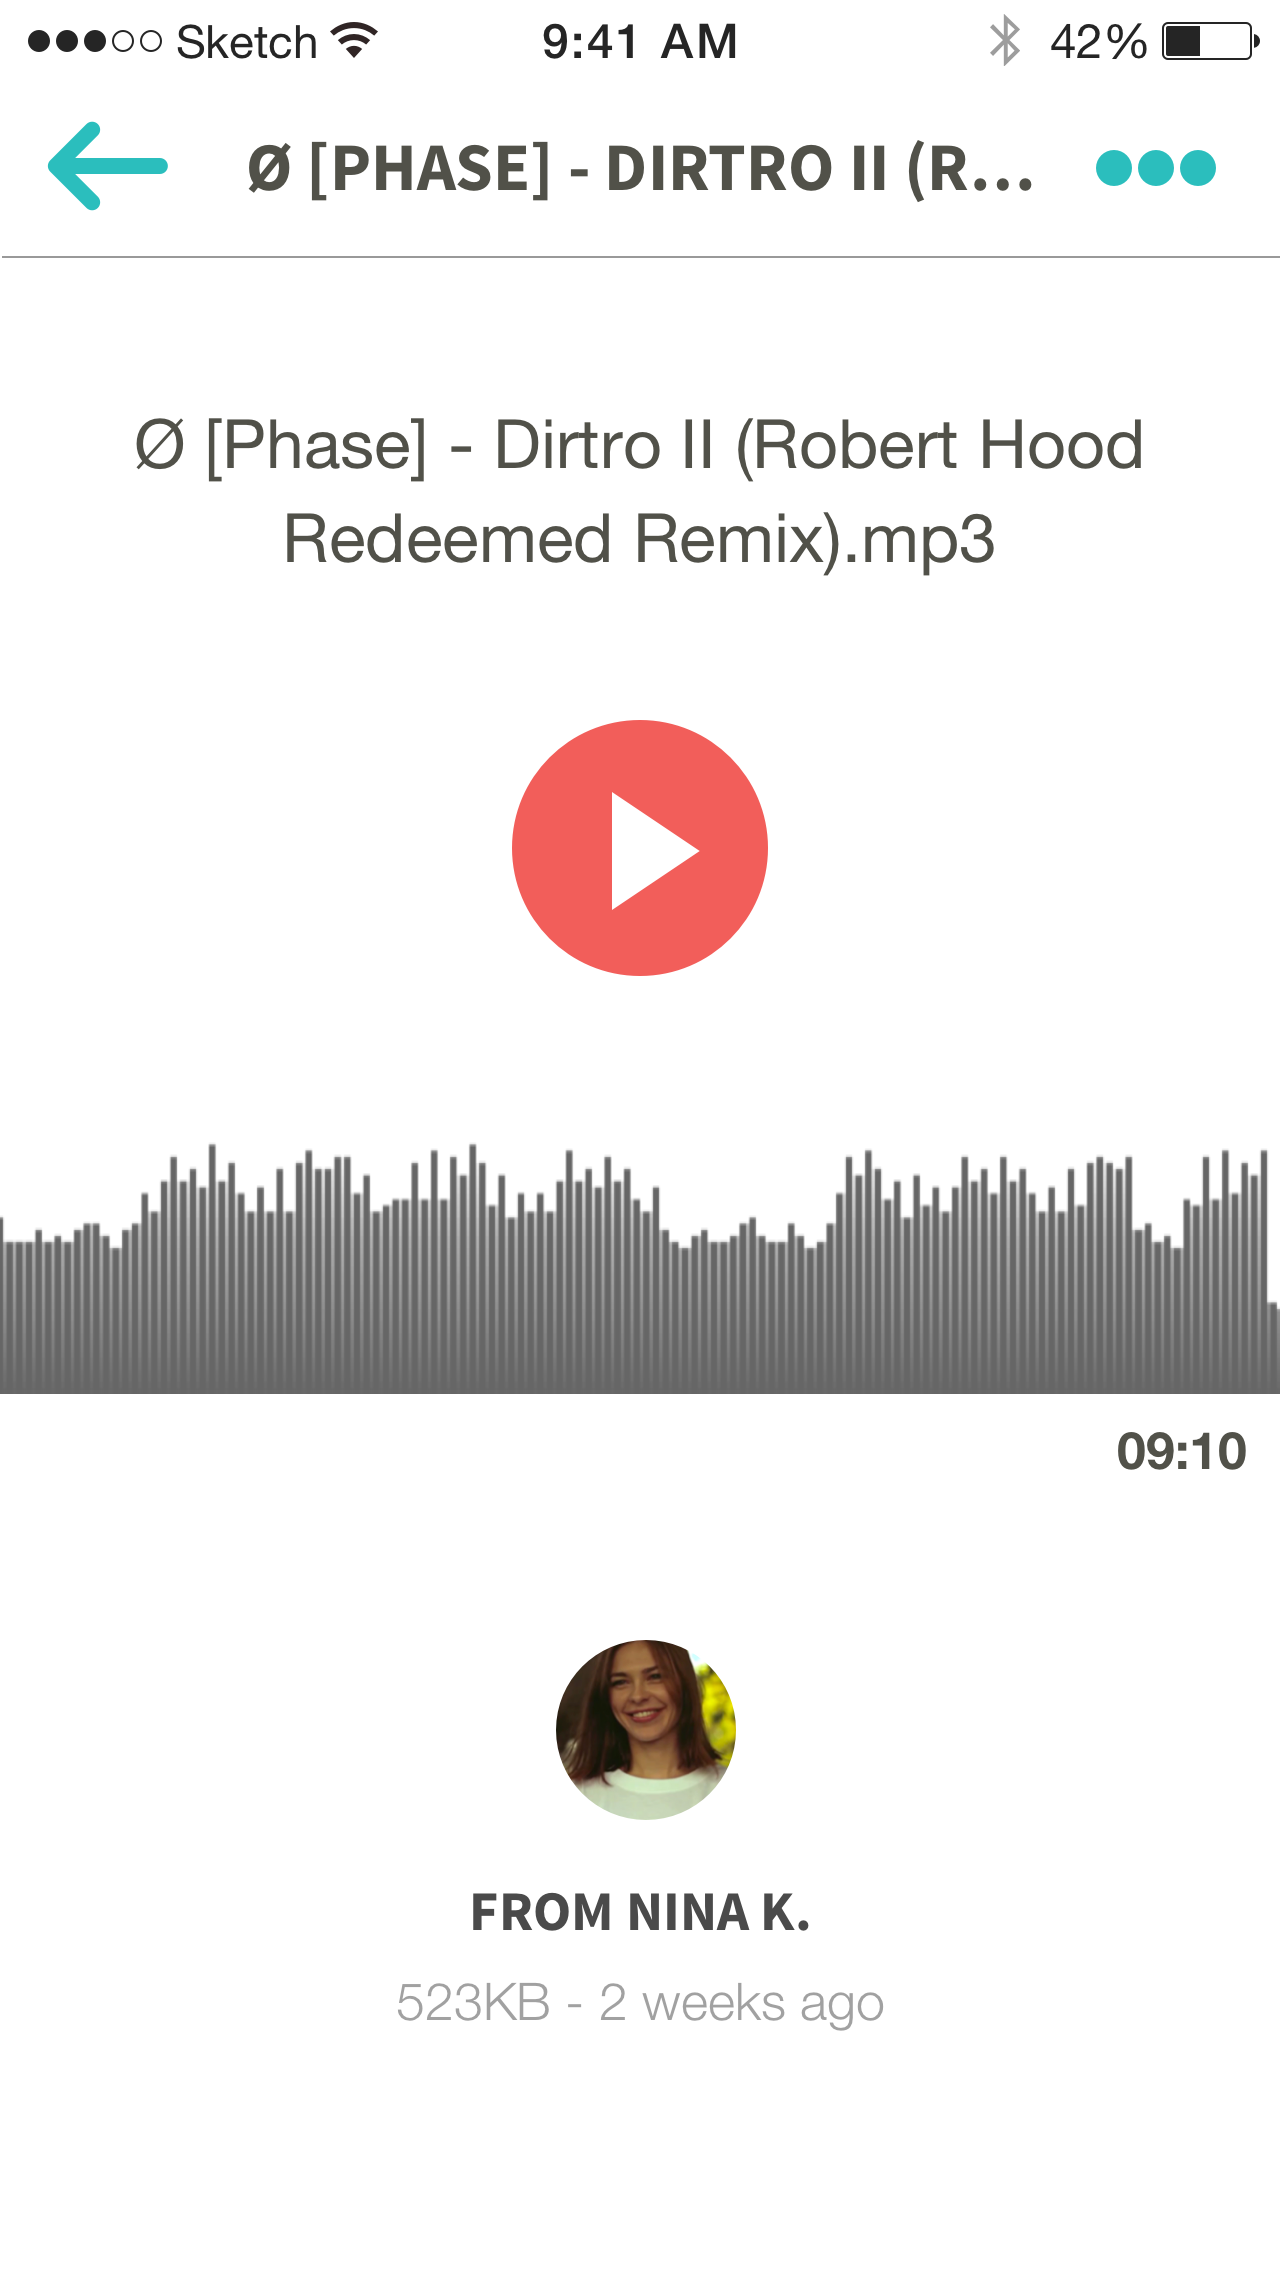 Sketch 9:41 AM 42%
Ø [PHASE] - DIRTRO II (R...
Ø [Phase] - Dirtro II (Robert Hood
Redeemed Remix).mp3
09:10
FROM NINA K.
523KB - 2 weeks ago